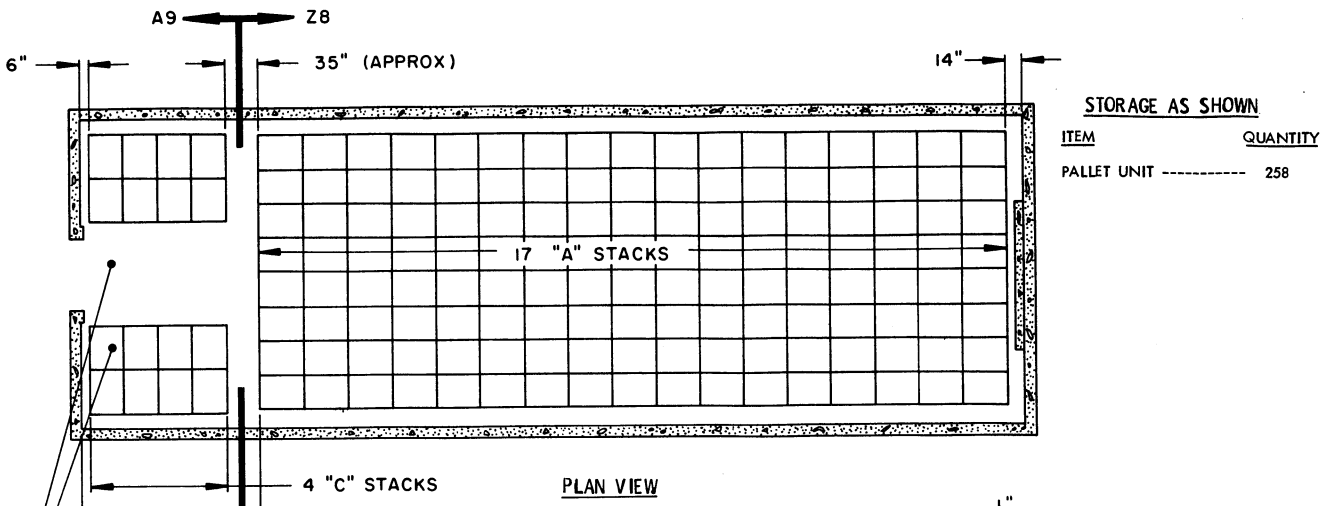 A9 Z8
6" 35" (APPROX) 14"
STORAGE AS SHOWN
ITEM QUANTITY
PALLET UNIT ----------- 258
17 "A" STACKS
4 "C" STACKS
PLAN VIEW
1"